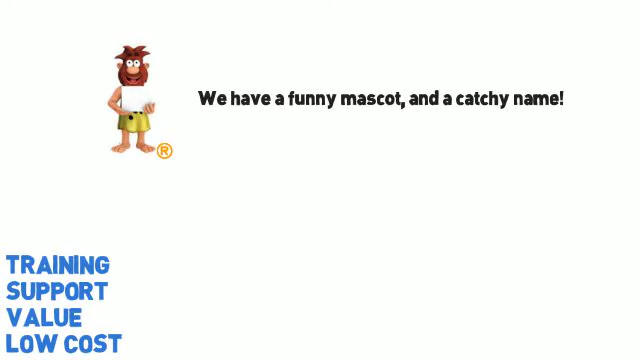 We have a funny mascot, and a catchy name!
®
TRAINING
SUPPORT
VALUE
LOW COST